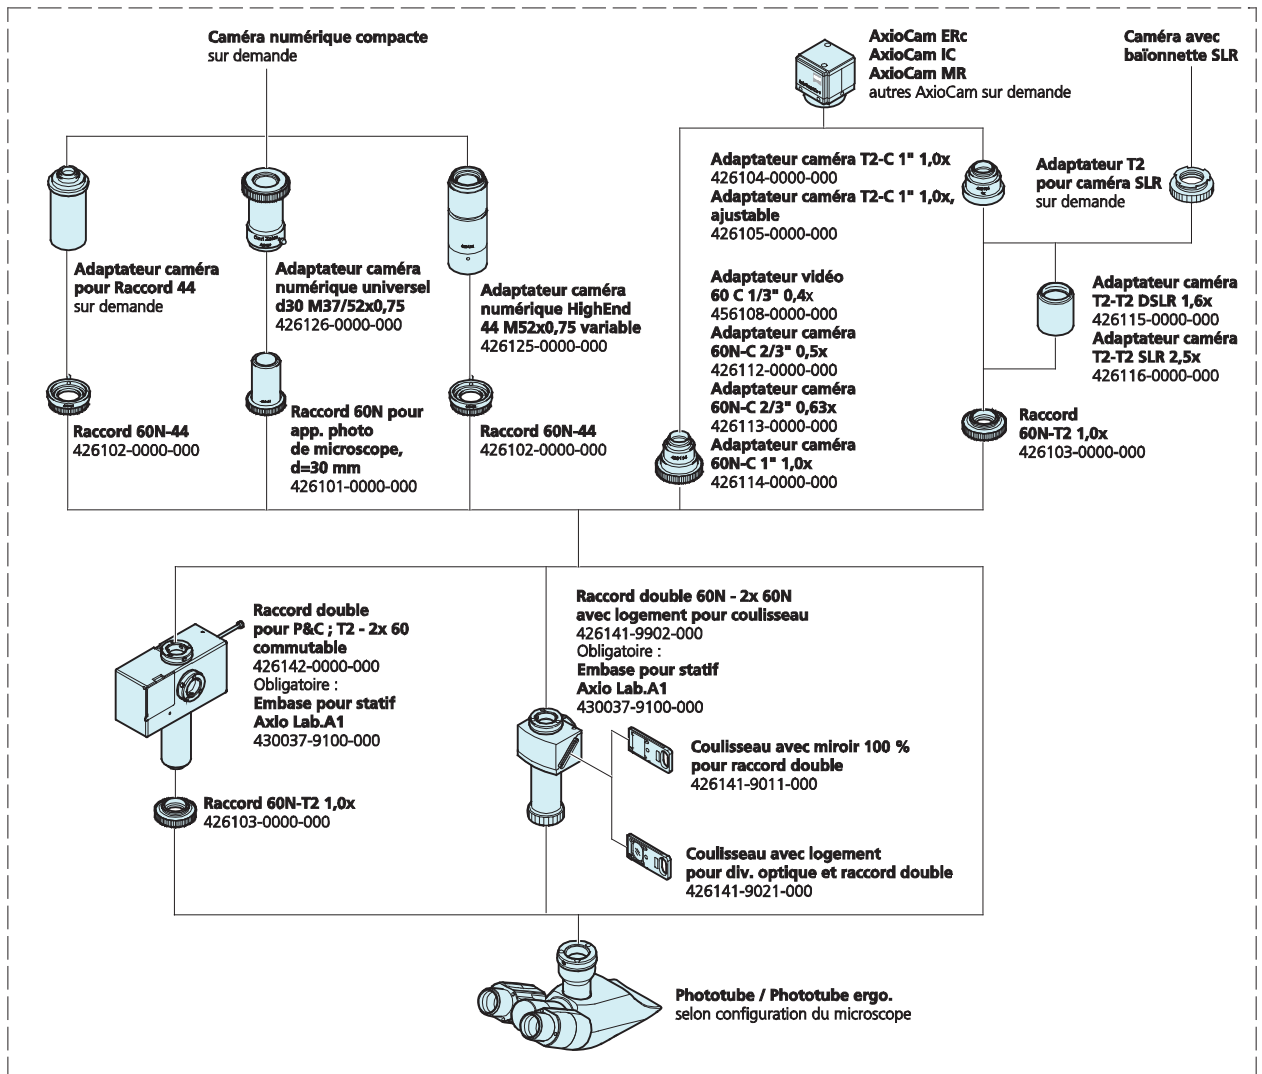 Caméra numérique compacte
sur demande
AxioCam ERc
AxioCam IC
AxioCam MR
autres AxioCam sur demande
Caméra avec
baïonnette SLR
Adaptateur caméra T2-C 1" 1,0x
426104-0000-000
Adaptateur caméra T2-C 1" 1,0x,
ajustable
426105-0000-000
Adaptateur T2
pour caméra SLR
sur demande
Adaptateur caméra
pour Raccord 44
sur demande
Adaptateur caméra
numérique universel
d30 M37/52x0,75
426126-0000-000
Adaptateur caméra
numérique HighEnd
44 M52x0,75 variable
426125-0000-000
Adaptateur vidéo
60 C 1/3" 0,4x
456108-0000-000
Adaptateur caméra
60N-C 2/3" 0,5x
426112-0000-000
Adaptateur caméra
60N-C 2/3" 0,63x
426113-0000-000
Adaptateur caméra
60N-C 1" 1,0x
426114-0000-000
Adaptateur caméra
T2-T2 DSLR 1,6x
426115-0000-000
Adaptateur caméra
T2-T2 SLR 2,5x
426116-0000-000
Raccord 60N-44
426102-0000-000
Raccord 60N pour
app. photo
de microscope,
d=30 mm
426101-0000-000
Raccord 60N-44
426102-0000-000
Raccord
60N-T2 1,0x
426103-0000-000
Raccord double
pour P&C ; T2 - 2x 60
commutable
426142-0000-000
Obligatoire :
Embase pour statif
Axio Lab.A1
430037-9100-000
Raccord double 60N - 2x 60N
avec logement pour coulisseau
426141-9902-000
Obligatoire :
Embase pour statif
Axio Lab.A1
430037-9100-000
Coulisseau avec miroir 100 %
pour raccord double
426141-9011-000
Raccord 60N-T2 1,0x
426103-0000-000
Coulisseau avec logement
pour div. optique et raccord double
426141-9021-000
Phototube / Phototube ergo.
selon configuration du microscope